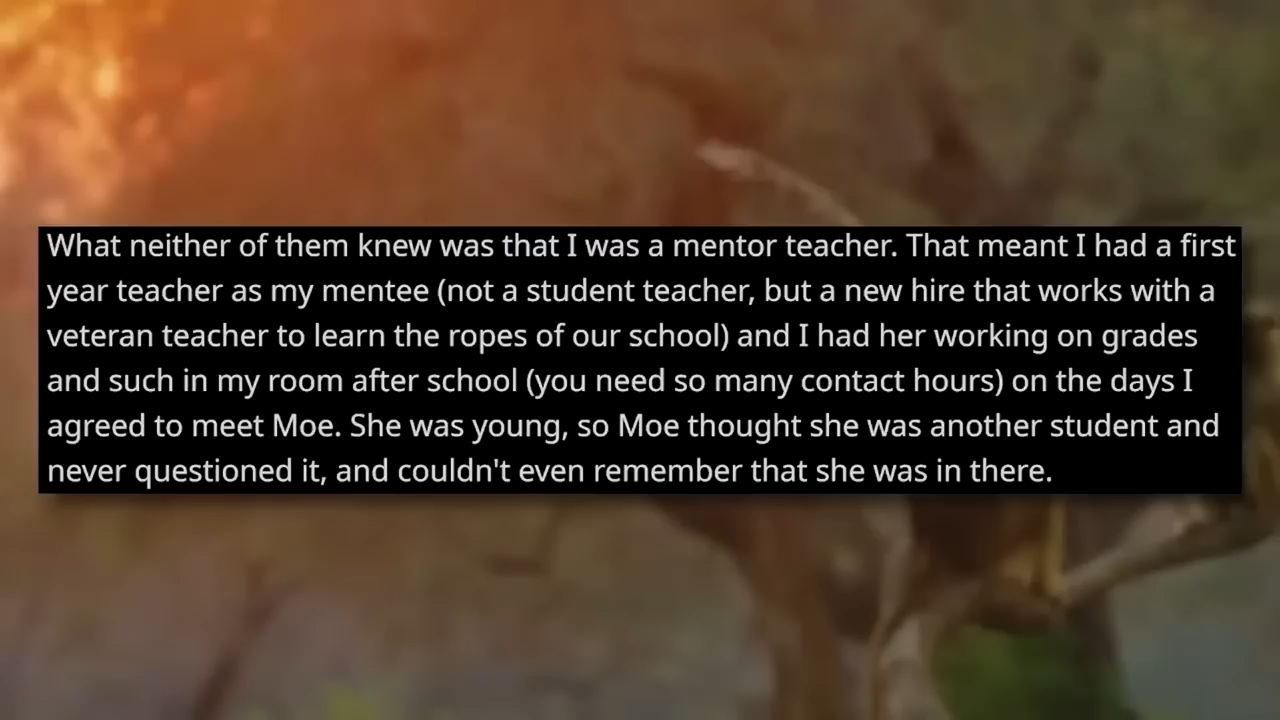 What neither of them knew was that I was a mentor teacher. That meant I had a first
year teacher as my mentee (not a student teacher, but a new hire that works with a
veteran teacher to learn the ropes of our school) and I had her working on grades
and such in my room after school (you need so many contact hours) on the days I
agreed to meet Moe. She was young, so Moe thought she was another student and
never questioned it, and couldn't even remember that she was in there.